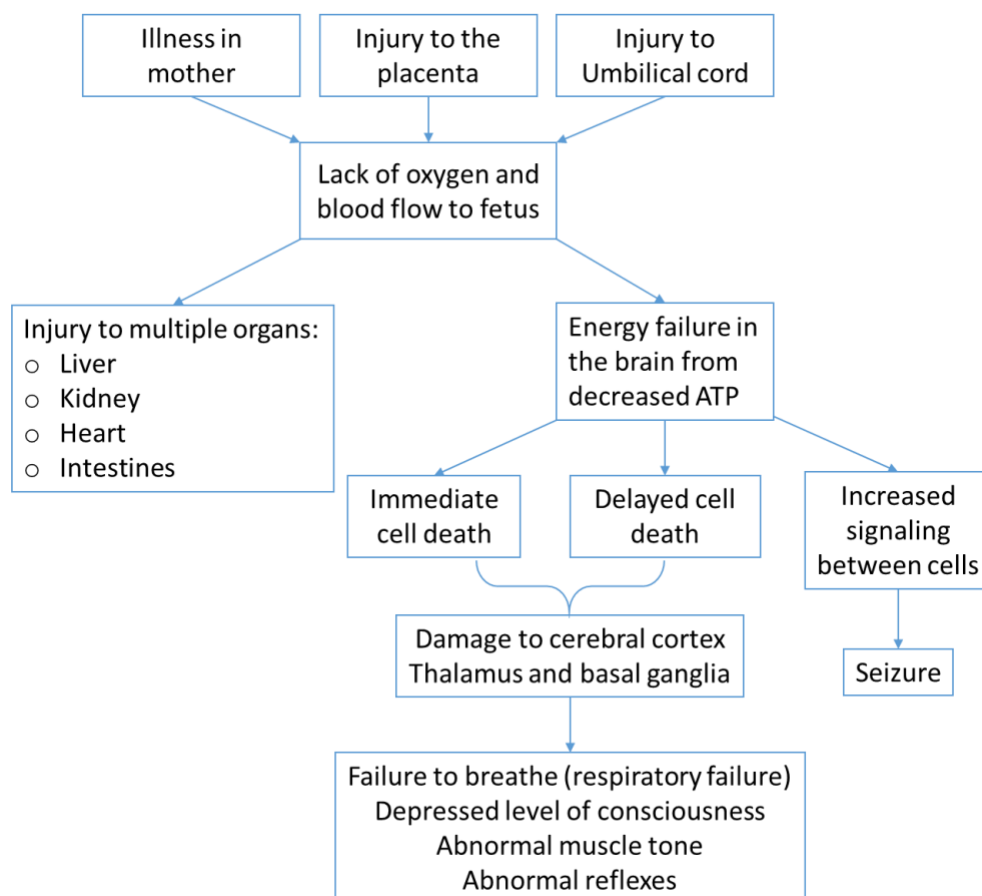 Illness in
mother
Injury to the
placenta
Injury to
Umbilical cord
Lack of oxygen and
blood flow to fetus
Injury to multiple organs:
o Liver
o Kidney
o Heart
o Intestines
Energy failure in
the brain from
decreased ATP
Immediate
cell death
Delayed cell
death
Increased
signaling
between cells
Damage to cerebral cortex
Thalamus and basal ganglia
Seizure
Failure to breathe (respiratory failure)
Depressed level of consciousness
Abnormal muscle tone
Abnormal reflexes